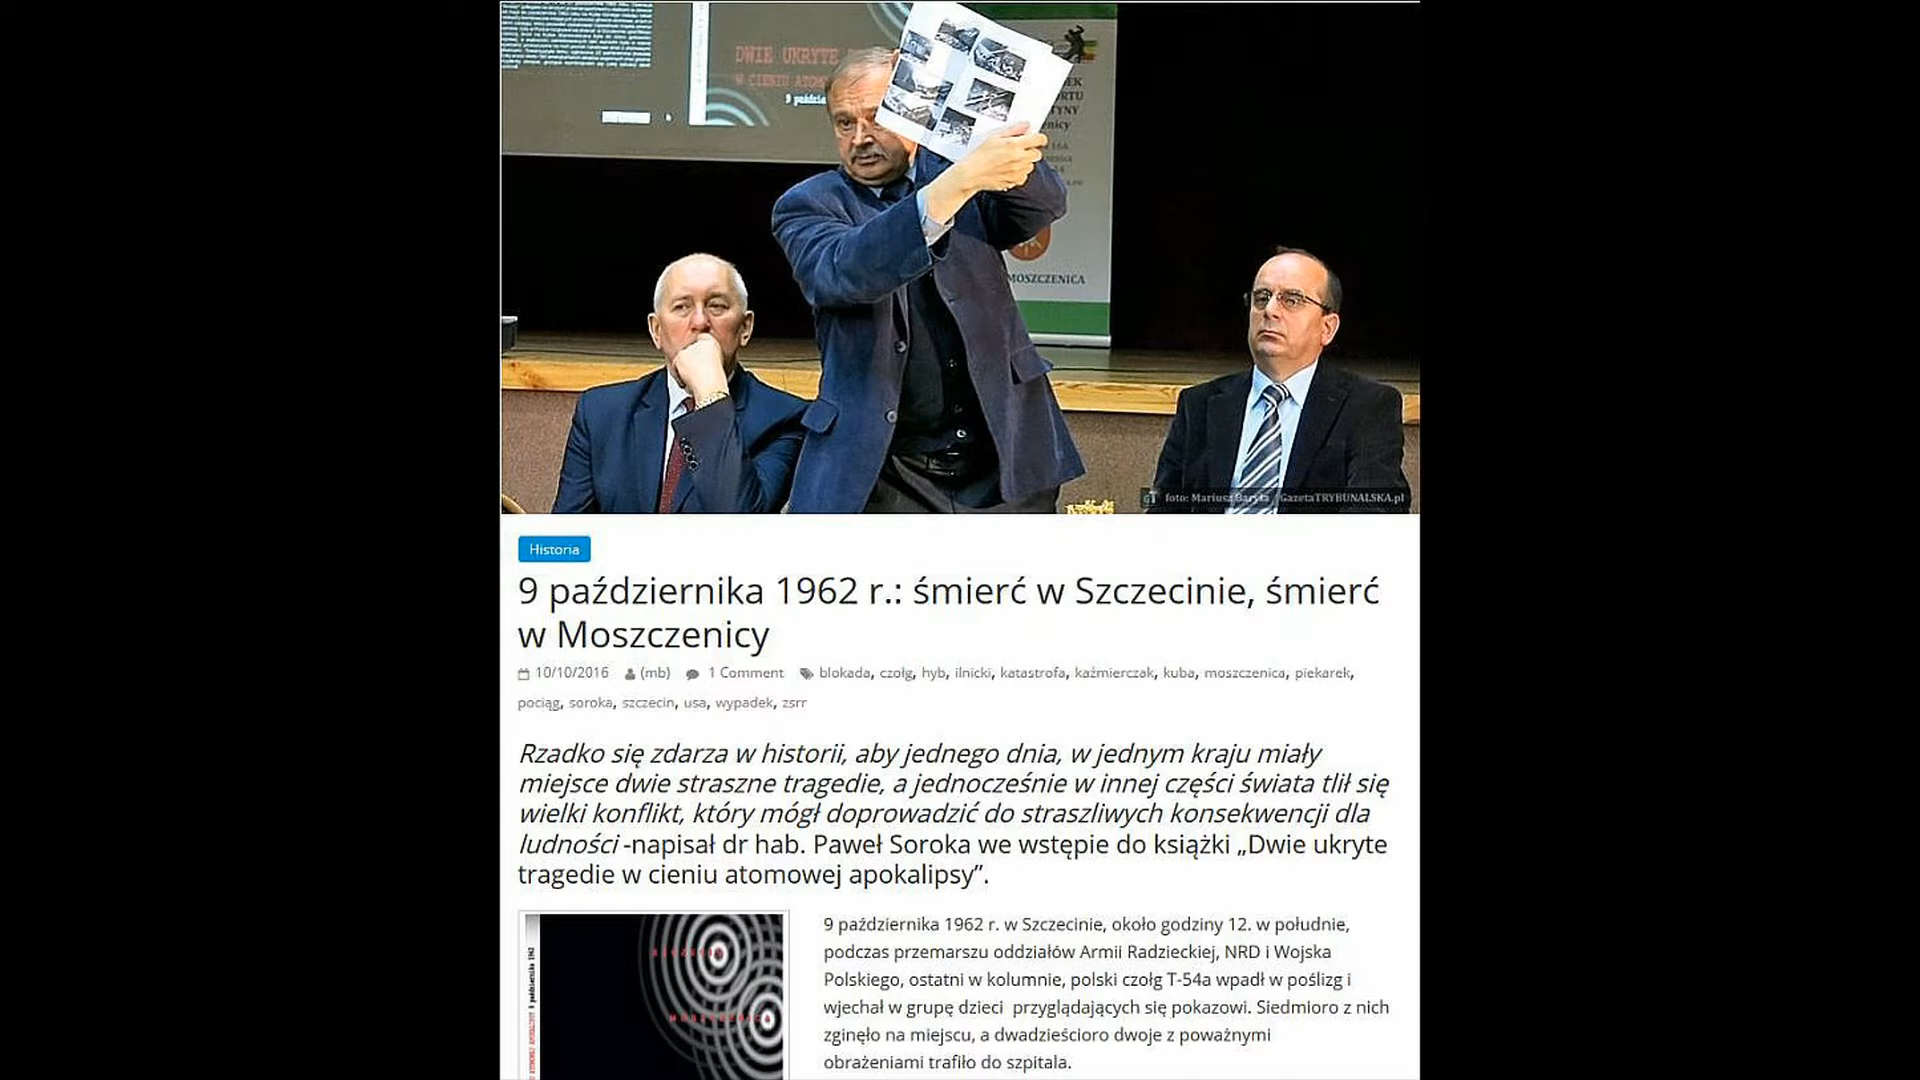 DWIE UKRYTE
W CIENIU
9 paździe
MOSZCZENICA
foto: Mariusz Baryła / GazetaTRYBUNALSKA.pl
Historia
9 października 1962 r.: śmierć w Szczecinie, śmierć
w Moszczenicy
10/10/2016 (mb) 1 Comment blokada, czołg, hyb, ilnicki, katastrofa, kaźmierczak, kuba, moszczenica, piekarek,
pociąg, soroka, szczecin, usa, wypadek, zsrr
Rzadko się zdarza w historii, aby jednego dnia, w jednym kraju miały
miejsce dwie straszne tragedie, a jednocześnie w innej części świata tlił się
wielki konflikt, który mógł doprowadzić do straszliwych konsekwencji dla
ludności -napisał dr hab. Paweł Soroka we wstępie do książki „Dwie ukryte
tragedie w cieniu atomowej apokalipsy”.
9 października 1962
9 października 1962 r. w Szczecinie, około godziny 12. w południe,
podczas przemarszu oddziałów Armii Radzieckiej, NRD i Wojska
Polskiego, ostatni w kolumnie, polski czołg T-54a wpadł w poślizg i
wjechał w grupę dzieci przyglądających się pokazowi. Siedmioro z nich
zginęło na miejscu, a dwadzieścioro dwoje z poważnymi
obrażeniami trafiło do szpitala.